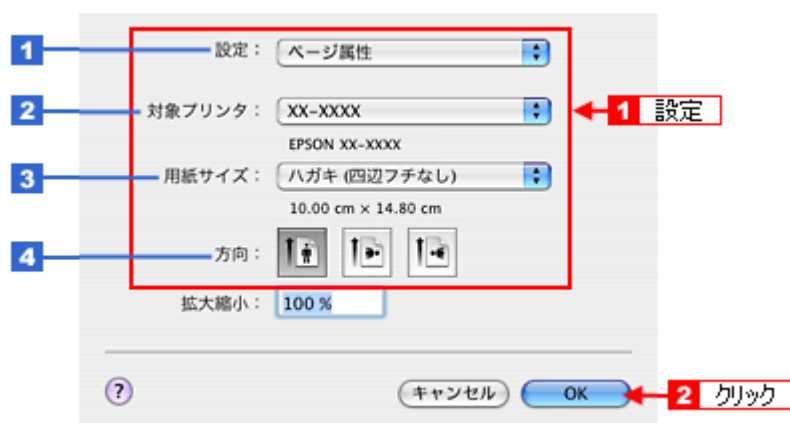 1 設定： ページ属性
2 対象プリンタ： XX-XXXX 1 設定
EPSON XX-XXXX
3 用紙サイズ： ハガキ (四辺フチなし)
10.00 cm × 14.80 cm
4 方向：
拡大縮小： 100 %
? キャンセル OK 2 クリック